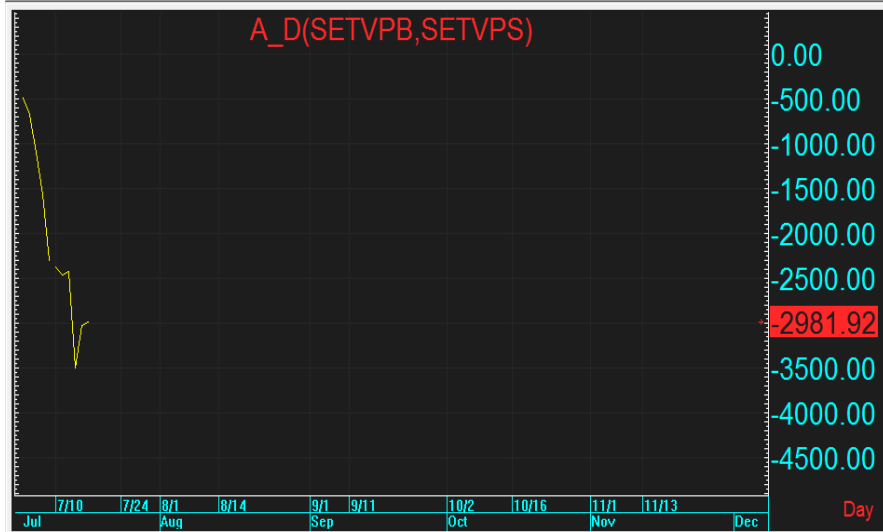 A_D(SETVPB,SETVPS)
0.00
-500.00
-1000.00
-1500.00
-2000.00
-2500.00
-2981.92
-3500.00
-4000.00
-4500.00
7/10 7/24 8/1 8/14 9/1 9/11 10/2 10/16 11/1 11/13
Jul Aug Sep Oct Nov Dec
Day